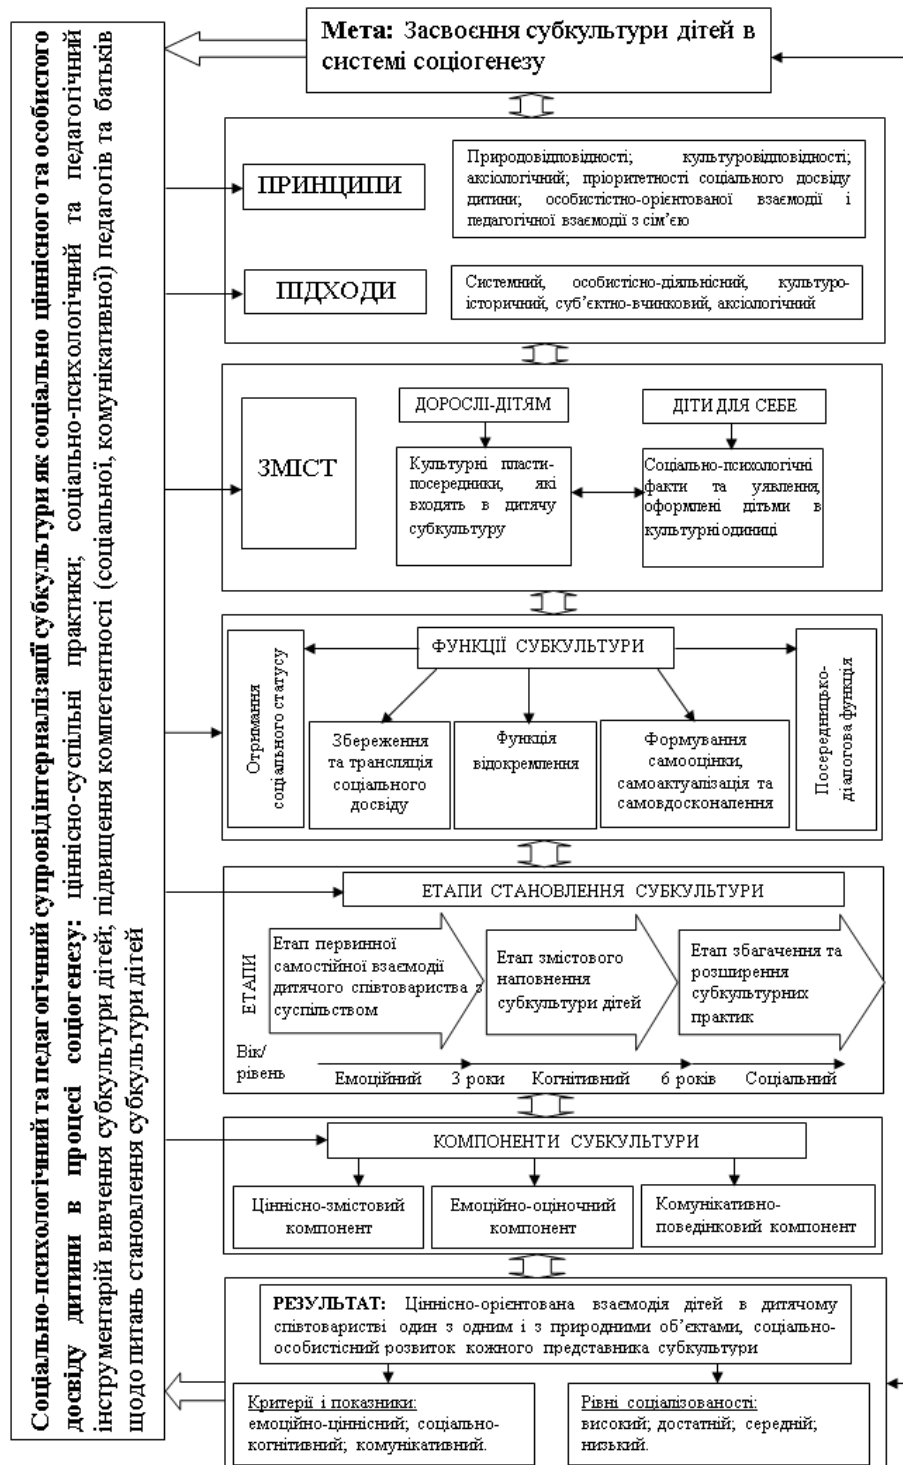 Соціально-психологічний та педагогічний супровід інтерналізації субкультури як соціально ціннісного та особистого
досвіду дитини в процесі соціогенезу: ціннісно-суспільні практики; соціально-психологічний та педагогічний
інструментарій вивчення субкультури дітей; підвищення компетентності (соціальної, комунікативної) педагогів та батьків
щодо питань становлення субкультури дітей
Мета: Засвоєння субкультури дітей в
системі соціогенезу
ПРИНЦИПИ
Природовідповідності; культуровідповідності;
аксіологічний; пріоритетності соціального досвіду
дитини; особистістно-орієнтованої взаємодії і
педагогічної взаємодії з сім’єю
ПІДХОДИ
Системний, особистісно-діяльнісний, культуро-
історичний, суб’єктно-вчинковий, аксіологічний
ЗМІСТ
ДОРОСЛІ-ДІТЯМ
Культурні пласти-
посередники, які
входять в дитячу
субкультуру
ДІТИ ДЛЯ СЕБЕ
Соціально-психологічні
факти та уявлення,
оформлені дітьми в
культурні одиниці
ФУНКЦІЇ СУБКУЛЬТУРИ
Отримання
соціального статусу
Збереження
та трансляція
соціального
досвіду
Функція
відокремлення
Формування
самооцінки,
самоактуалізація та
самовдосконалення
Посередницько-
діалогова функція
ЕТАПИ СТАНОВЛЕННЯ СУБКУЛЬТУРИ
ЕТАПИ
Етап первинної
самостійної взаємодії
дитячого співтовариства з
суспільством
Етап змістового
наповнення
субкультури дітей
Етап збагачення та
розширення
субкультурних
практик
Вік/
рівень
Емоційний 3 роки Когнітивний 6 років Соціальний
КОМПОНЕНТИ СУБКУЛЬТУРИ
Ціннісно-змістовий
компонент
Емоційно-оціночний
компонент
Комунікативно-
поведінковий компонент
РЕЗУЛЬТАТ: Ціннісно-орієнтована взаємодія дітей в дитячому
співтоваристві один з одним і з природними об’єктами, соціально-
особистісний розвиток кожного представника субкультури
Критерії і показники:
емоційно-ціннісний; соціально-
когнітивний; комунікативний.
Рівні соціалізованості:
високий; достатній; середній;
низький.